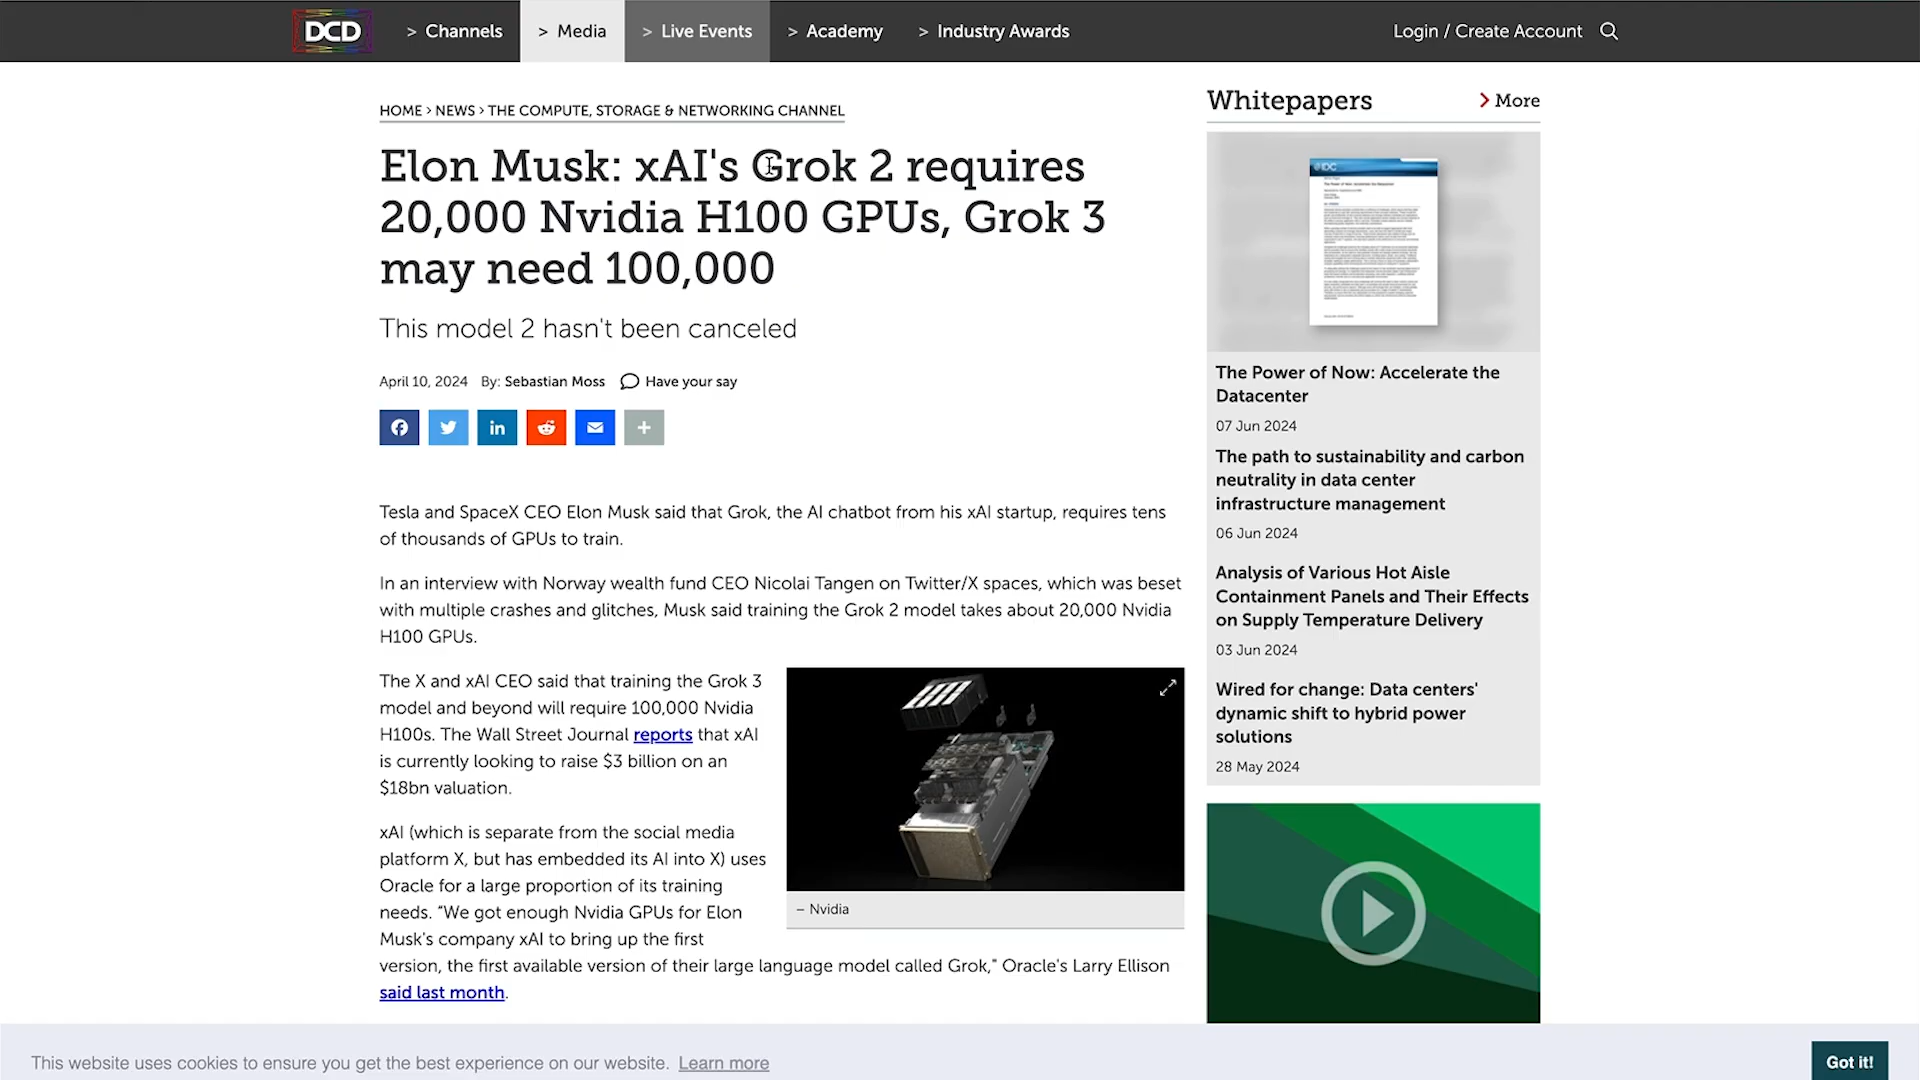 DCD
> Channels
> Media
> Live Events
> Academy
> Industry Awards
Login / Create Account
HOME › NEWS › THE COMPUTE, STORAGE & NETWORKING CHANNEL
Elon Musk: xAI's Grok 2 requires
20,000 Nvidia H100 GPUs, Grok 3
may need 100,000
This model 2 hasn't been canceled
April 10, 2024 By: Sebastian Moss Have your say
Tesla and SpaceX CEO Elon Musk said that Grok, the AI chatbot from his xAI startup, requires tens
of thousands of GPUs to train.
In an interview with Norway wealth fund CEO Nicolai Tangen on Twitter/X spaces, which was beset
with multiple crashes and glitches, Musk said training the Grok 2 model takes about 20,000 Nvidia
H100 GPUs.
The X and xAI CEO said that training the Grok 3
model and beyond will require 100,000 Nvidia
H100s. The Wall Street Journal reports that xAI
is currently looking to raise $3 billion on an
$18bn valuation.
– Nvidia
xAI (which is separate from the social media
platform X, but has embedded its AI into X) uses
Oracle for a large proportion of its training
needs. “We got enough Nvidia GPUs for Elon
Musk's company xAI to bring up the first
version, the first available version of their large language model called Grok," Oracle's Larry Ellison
said last month.
Whitepapers
More
IDC
The Power of Now: Accelerate the
Datacenter
07 Jun 2024
The path to sustainability and carbon
neutrality in data center
infrastructure management
06 Jun 2024
Analysis of Various Hot Aisle
Containment Panels and Their Effects
on Supply Temperature Delivery
03 Jun 2024
Wired for change: Data centers'
dynamic shift to hybrid power
solutions
28 May 2024
This website uses cookies to ensure you get the best experience on our website. Learn more
Got it!